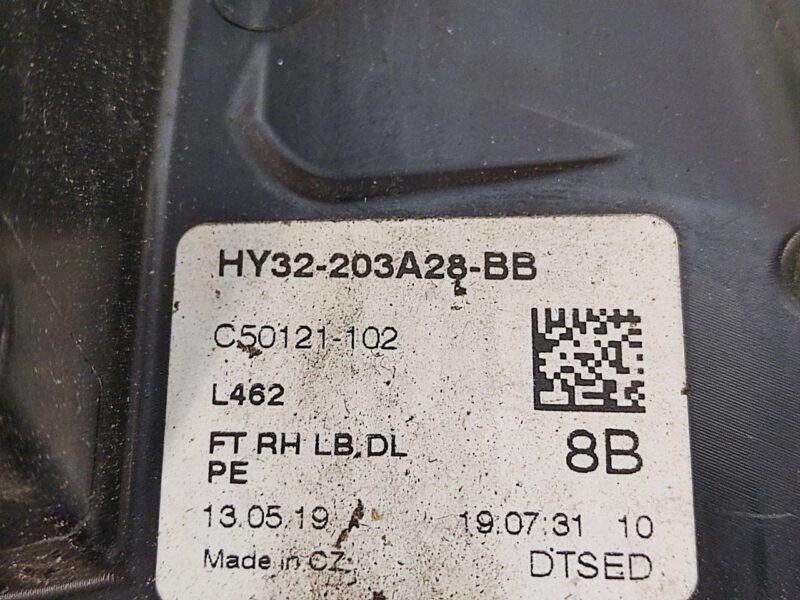 HY32-203A28-BB
C50121-102
L462
FT RH LB, DL 8B
PE
13.05.19 19:07:31 10
Made in CZ DTSED